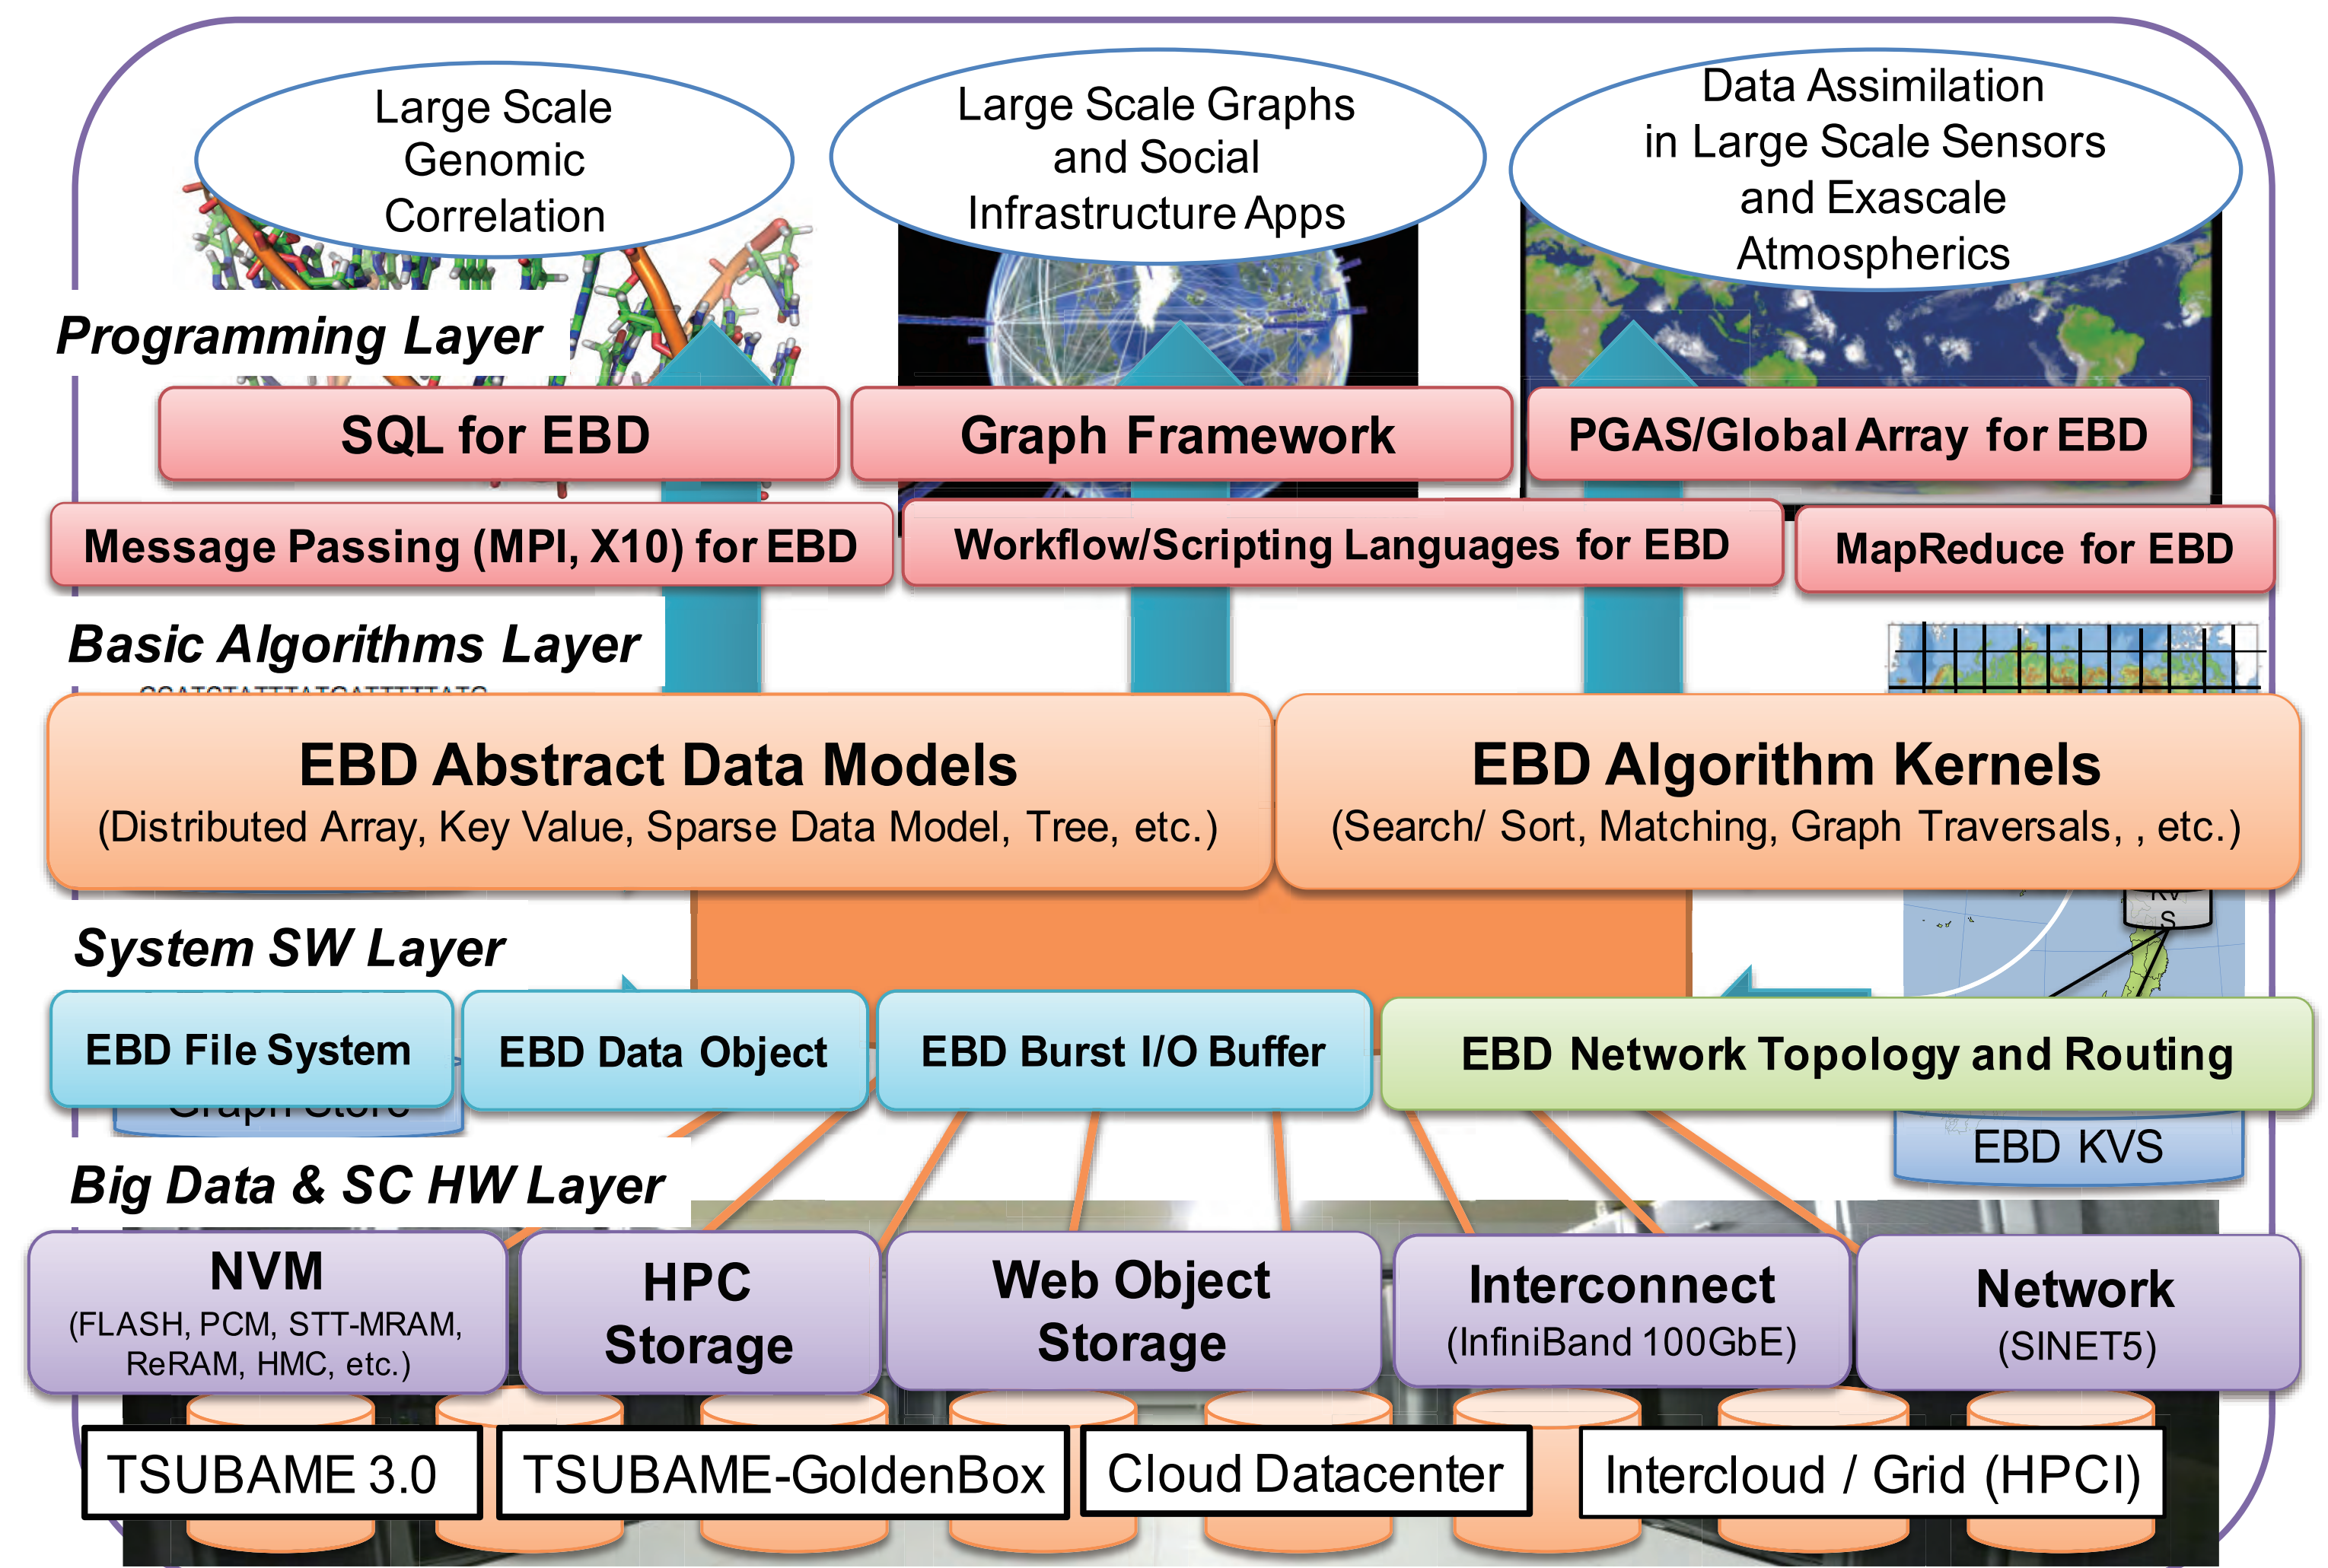 Large Scale
Genomic
Correlation
Large Scale Graphs
and Social
Infrastructure Apps
Data Assimilation
in Large Scale Sensors
and Exascale
Atmospherics
Programming Layer
SQL for EBD
Graph Framework
PGAS/Global Array for EBD
Message Passing (MPI, X10) for EBD
Workflow/Scripting Languages for EBD
MapReduce for EBD
Basic Algorithms Layer
EBD Abstract Data Models
(Distributed Array, Key Value, Sparse Data Model, Tree, etc.)
EBD Algorithm Kernels
(Search/ Sort, Matching, Graph Traversals, , etc.)
KV
S
System SW Layer
EBD File System
EBD Data Object
EBD Burst I/O Buffer
EBD Network Topology and Routing
Graph Store
EBD KVS
Big Data & SC HW Layer
NVM
(FLASH, PCM, STT-MRAM,
ReRAM, HMC, etc.)
HPC
Storage
Web Object
Storage
Interconnect
(InfiniBand 100GbE)
Network
(SINET5)
TSUBAME 3.0
TSUBAME-GoldenBox
Cloud Datacenter
Intercloud / Grid (HPCI)